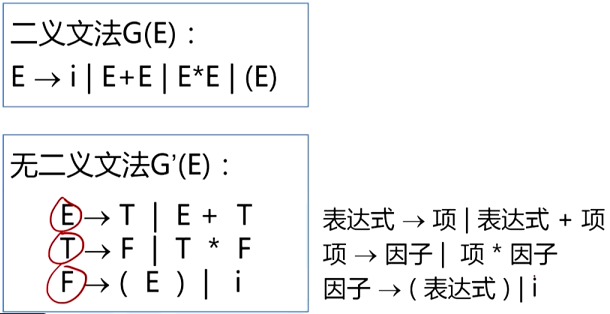 二义文法G(E)：
E → i | E+E | E*E | (E)
无二义文法G'(E)：
E → T | E + T
T → F | T * F
F → ( E ) | i
表达式 → 项 | 表达式 + 项
项 → 因子 | 项 * 因子
因子 → ( 表达式 ) | i